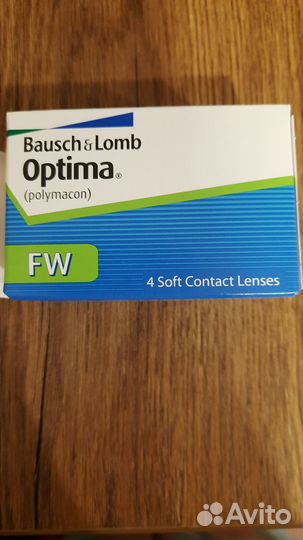 Bausch & Lomb
Optima®
(polymacon)
FW
4 Soft Contact Lenses
Avito